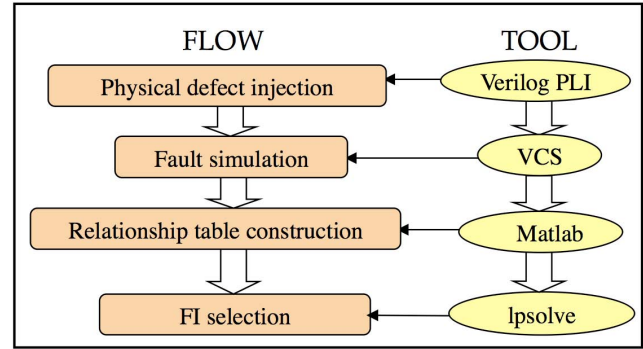 FLOW TOOL
Physical defect injection Verilog PLI
Fault simulation VCS
Relationship table construction Matlab
FI selection lpsolve